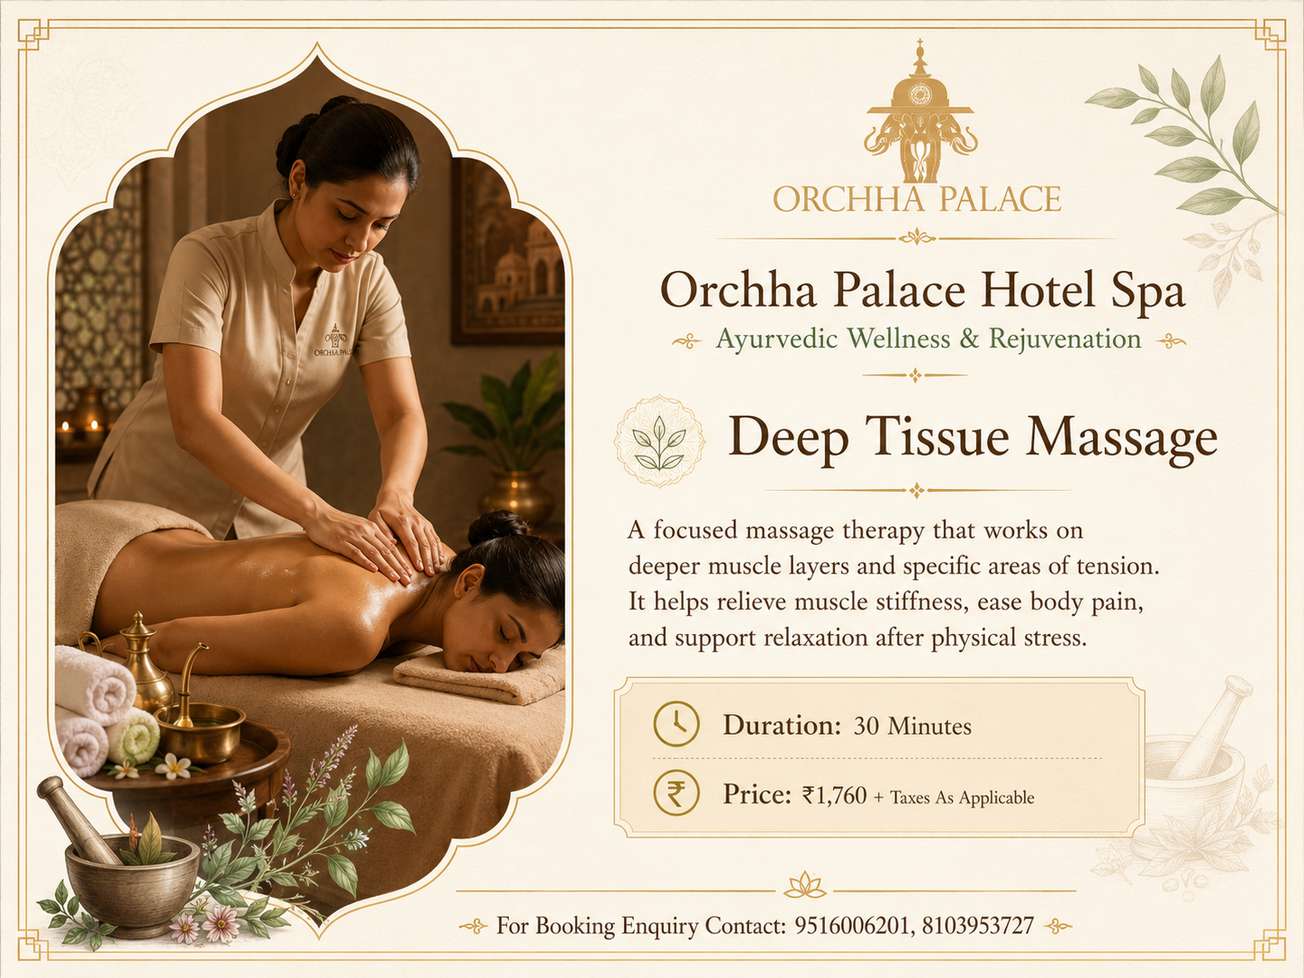 ORCHHA PALACE
Orchha Palace Hotel Spa
Ayurvedic Wellness & Rejuvenation
Deep Tissue Massage
A focused massage therapy that works on
deeper muscle layers and specific areas of tension.
It helps relieve muscle stiffness, ease body pain,
and support relaxation after physical stress.
Duration: 30 Minutes
Price: ₹1,760 + Taxes As Applicable
For Booking Enquiry Contact: 9516006201, 8103953727